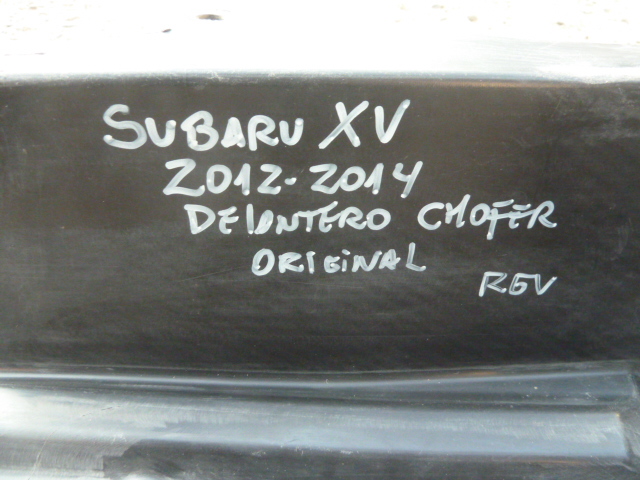 SUBARU XV
2012-2014
DELANTERO CHOFER
ORIGINAL
REV